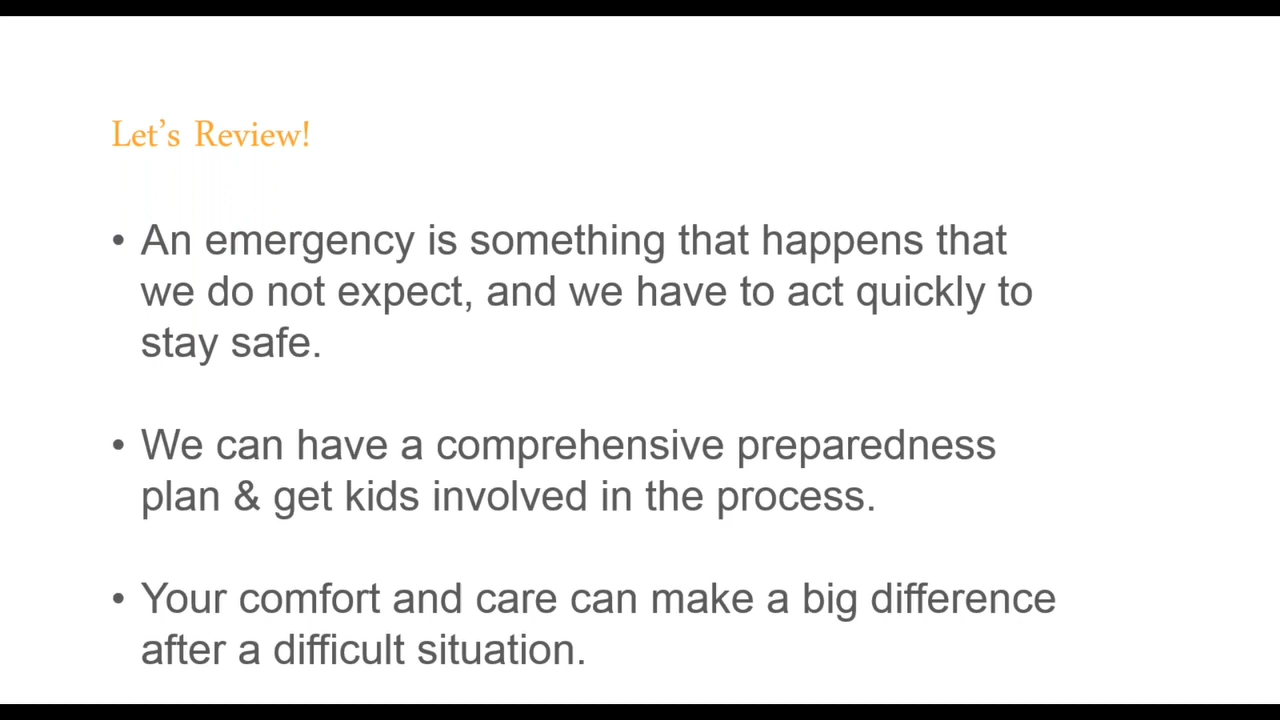 Let’s Review!
• An emergency is something that happens that
we do not expect, and we have to act quickly to
stay safe.
• We can have a comprehensive preparedness
plan & get kids involved in the process.
• Your comfort and care can make a big difference
after a difficult situation.